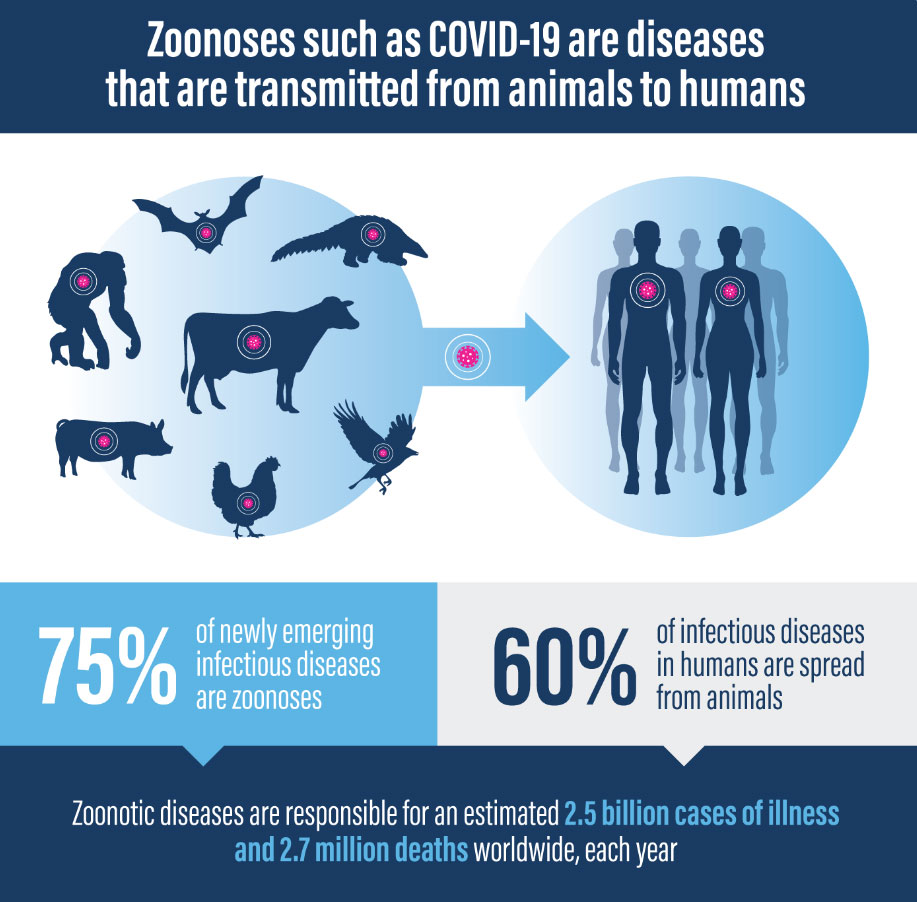 Zoonoses such as COVID-19 are diseases
that are transmitted from animals to humans
75%
of newly emerging
infectious diseases
are zoonoses
60%
of infectious diseases
in humans are spread
from animals
Zoonotic diseases are responsible for an estimated 2.5 billion cases of illness
and 2.7 million deaths worldwide, each year